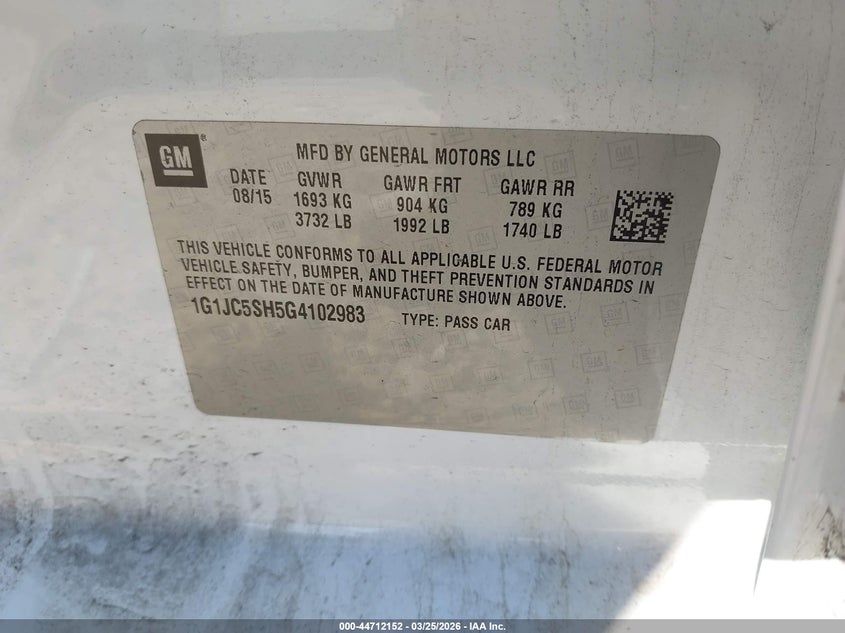 GM ®
MFD BY GENERAL MOTORS LLC
DATE GVWR GAWR FRT GAWR RR
08/15 1693 KG 904 KG 789 KG
3732 LB 1992 LB 1740 LB
THIS VEHICLE CONFORMS TO ALL APPLICABLE U.S. FEDERAL MOTOR
VEHICLE SAFETY, BUMPER, AND THEFT PREVENTION STANDARDS IN
EFFECT ON THE DATE OF MANUFACTURE SHOWN ABOVE.
1G1JC5SH5G4102983 TYPE: PASS CAR
000-44712152 - 03/25/2026 - IAA Inc.